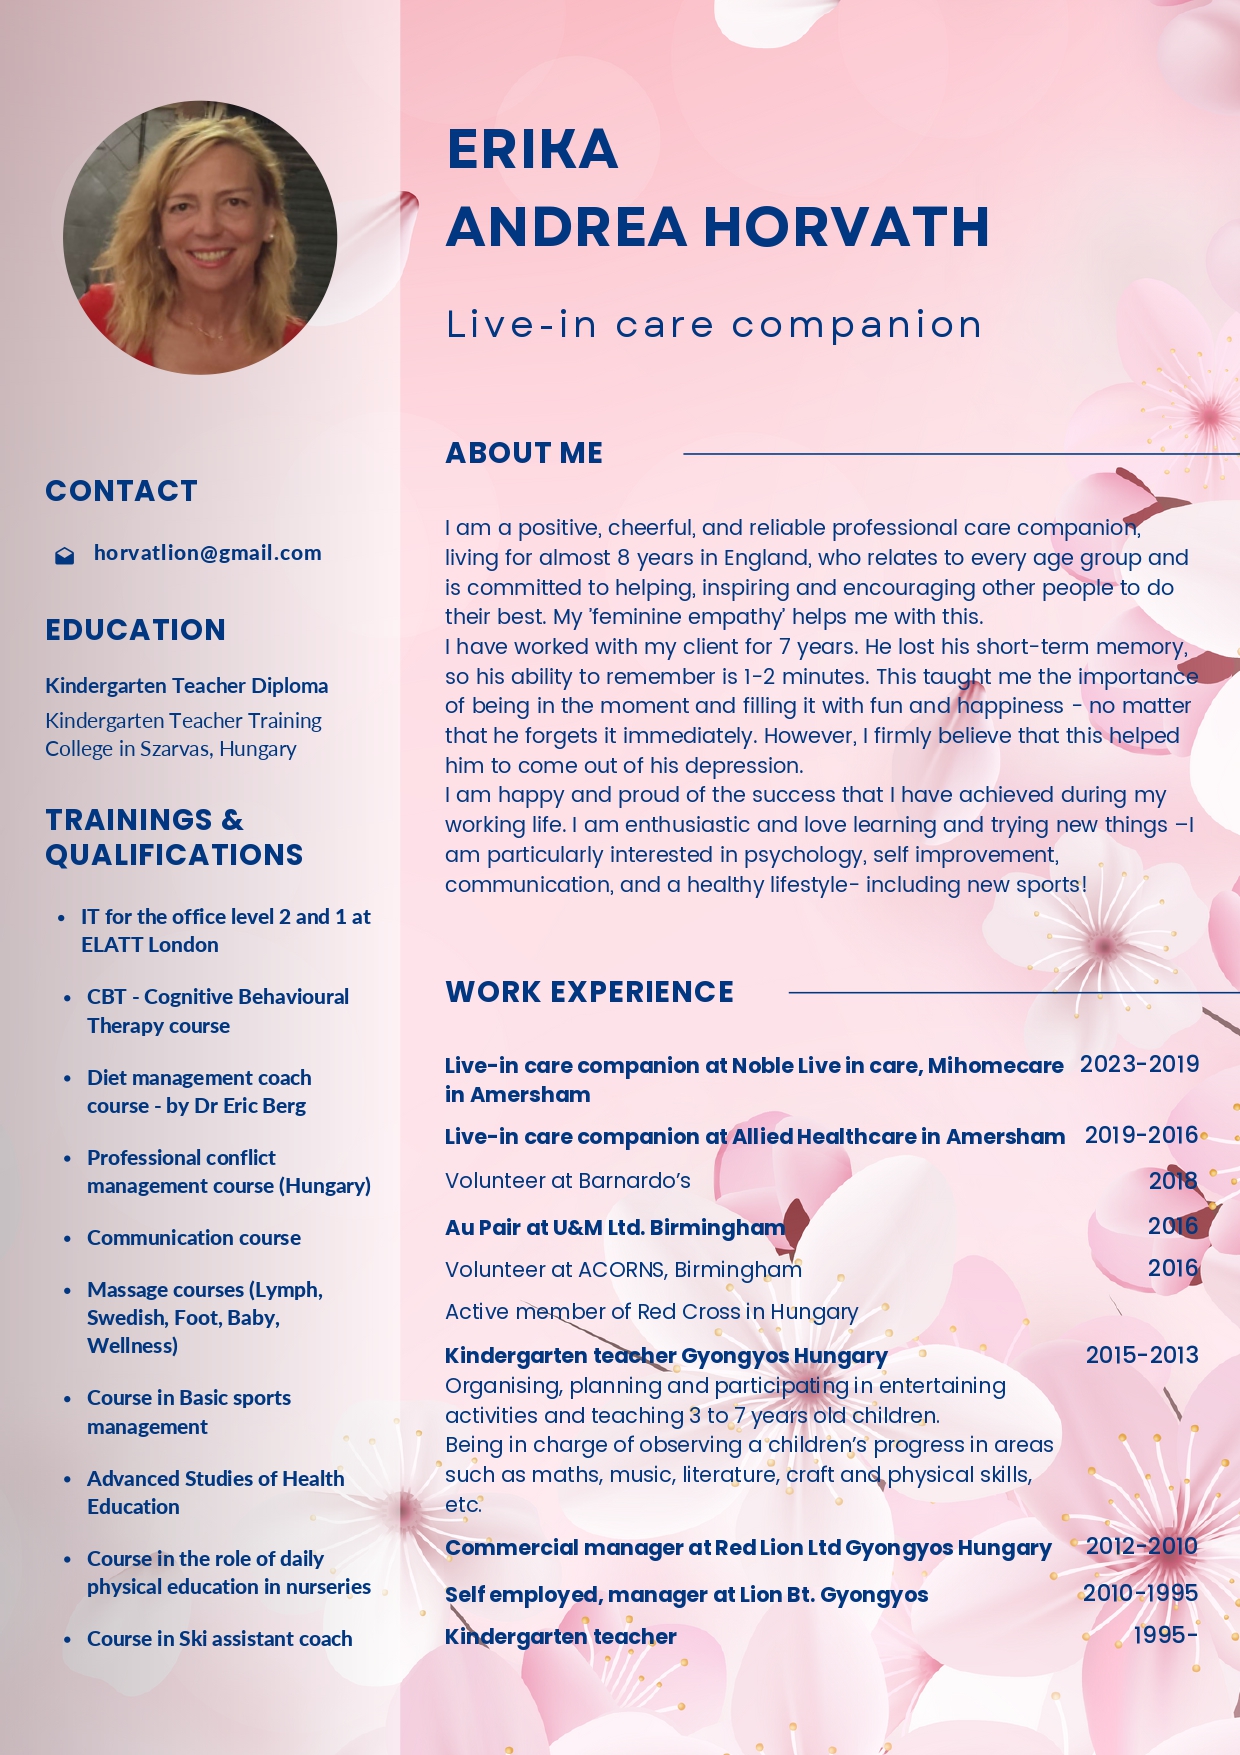 ERIKA
ANDREA HORVATH
Live-in care companion
CONTACT
horvatlion@gmail.com
EDUCATION
Kindergarten Teacher Diploma
Kindergarten Teacher Training
College in Szarvas, Hungary
TRAININGS &
QUALIFICATIONS
• IT for the office level 2 and 1 at
ELATT London
• CBT - Cognitive Behavioural
Therapy course
• Diet management coach
course - by Dr Eric Berg
• Professional conflict
management course (Hungary)
• Communication course
• Massage courses (Lymph,
Swedish, Foot, Baby,
Wellness)
• Course in Basic sports
management
• Advanced Studies of Health
Education
• Course in the role of daily
physical education in nurseries
• Course in Ski assistant coach
ABOUT ME
I am a positive, cheerful, and reliable professional care companion,
living for almost 8 years in England, who relates to every age group and
is committed to helping, inspiring and encouraging other people to do
their best. My 'feminine empathy' helps me with this.
I have worked with my client for 7 years. He lost his short-term memory,
so his ability to remember is 1-2 minutes. This taught me the importance
of being in the moment and filling it with fun and happiness - no matter
that he forgets it immediately. However, I firmly believe that this helped
him to come out of his depression.
I am happy and proud of the success that I have achieved during my
working life. I am enthusiastic and love learning and trying new things –I
am particularly interested in psychology, self improvement,
communication, and a healthy lifestyle- including new sports!
WORK EXPERIENCE
Live-in care companion at Noble Live in care, Mihomecare 2023-2019
in Amersham
Live-in care companion at Allied Healthcare in Amersham 2019-2016
Volunteer at Barnardo’s 2018
Au Pair at U&M Ltd. Birmingham 2016
Volunteer at ACORNS, Birmingham 2016
Active member of Red Cross in Hungary
Kindergarten teacher Gyongyos Hungary 2015-2013
Organising, planning and participating in entertaining
activities and teaching 3 to 7 years old children.
Being in charge of observing a children’s progress in areas
such as maths, music, literature, craft and physical skills,
etc.
Commercial manager at Red Lion Ltd Gyongyos Hungary 2012-2010
Self employed, manager at Lion Bt. Gyongyos 2010-1995
Kindergarten teacher 1995-